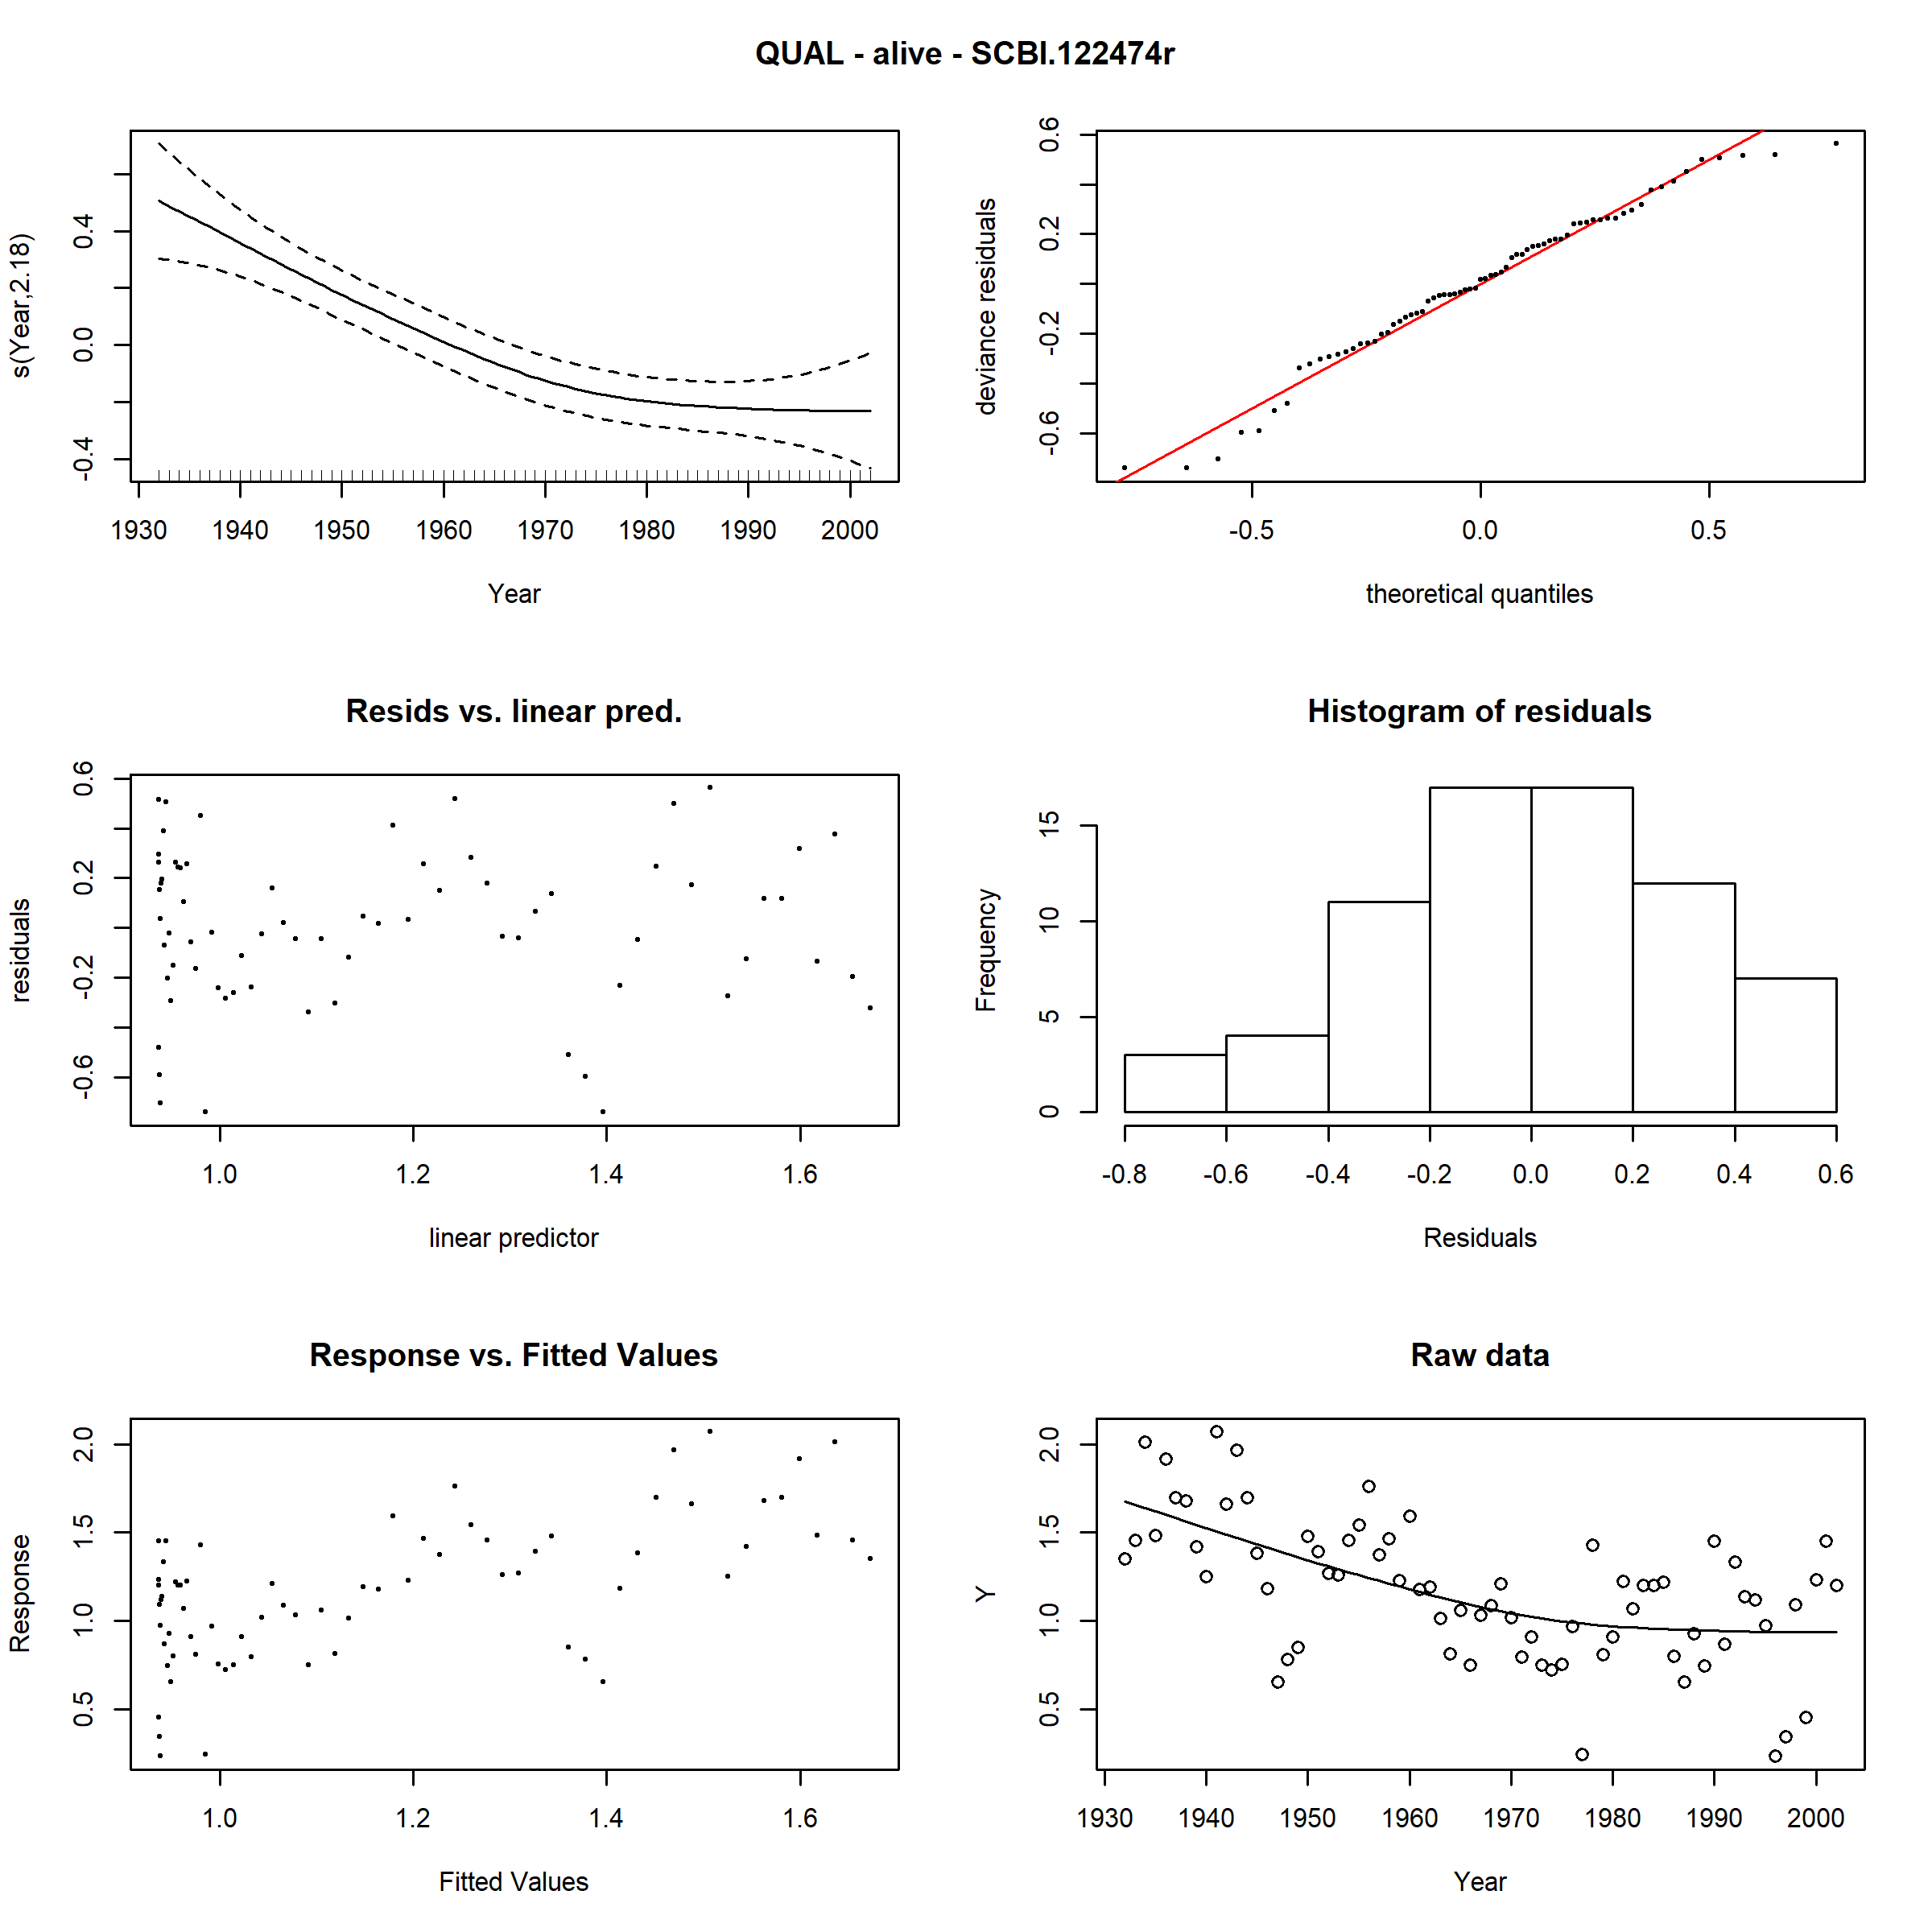 QUAL - alive - SCBI.122474r
s(Year,2.18)
-0.4 0.0 0.4
1930 1940 1950 1960 1970 1980 1990 2000
Year
deviance residuals
-0.6 -0.2 0.2 0.6
-0.5 0.0 0.5
theoretical quantiles
Resids vs. linear pred.
residuals
-0.6 -0.2 0.2 0.6
1.0 1.2 1.4 1.6
linear predictor
Histogram of residuals
Frequency
0 5 10 15
-0.8 -0.6 -0.4 -0.2 0.0 0.2 0.4 0.6
Residuals
Response vs. Fitted Values
Response
0.5 1.0 1.5 2.0
1.0 1.2 1.4 1.6
Fitted Values
Raw data
Y
0.5 1.0 1.5 2.0
1930 1940 1950 1960 1970 1980 1990 2000
Year